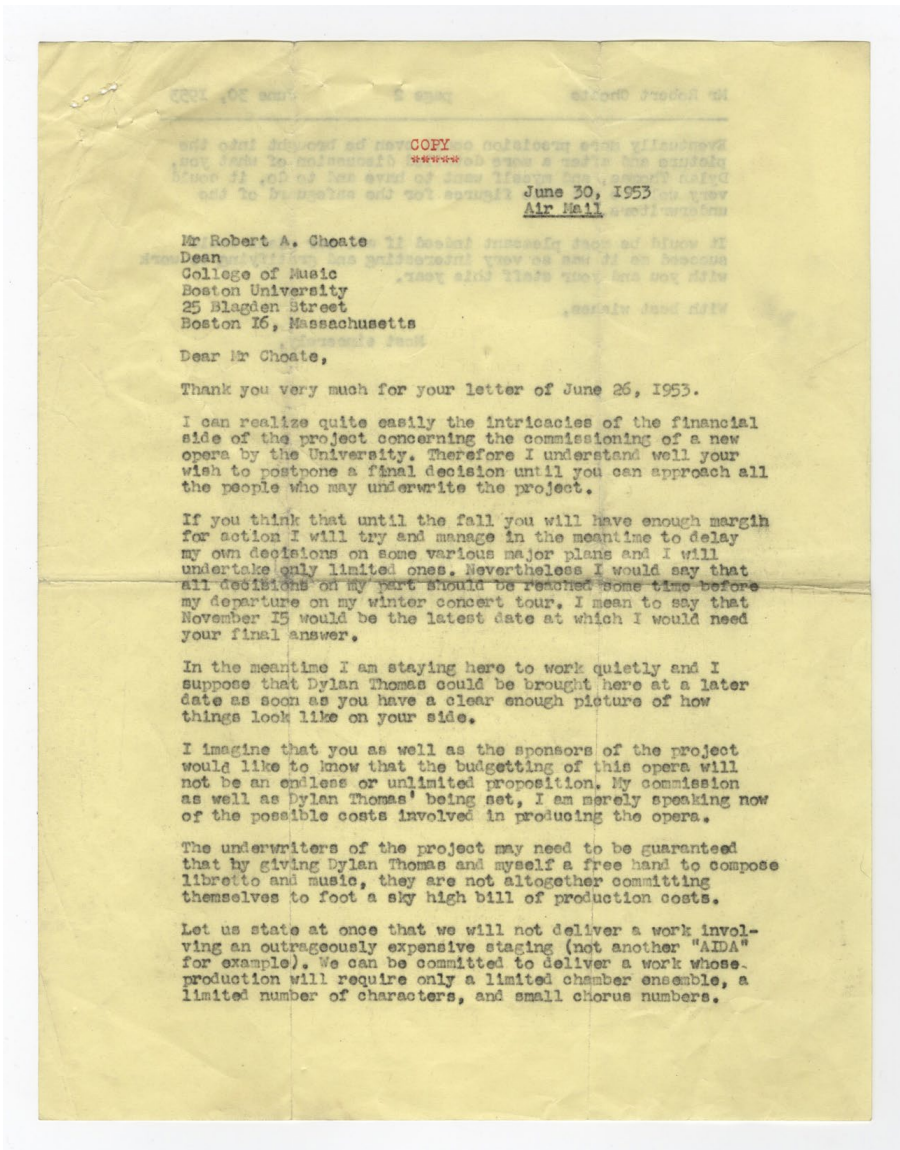 COPY
*****
June 30, I953
Air Mail
Mr Robert A. Choate
Dean
College of Music
Boston University
25 Blagden Street
Boston I6, Massachusetts
Dear Mr Choate,
Thank you very much for your letter of June 26, I953.
I can realize quite easily the intricacies of the financial
side of the project concerning the commissioning of a new
opera by the University. Therefore I understand well your
wish to postpone a final decision until you can approach all
the people who may underwrite the project.
If you think that until the fall you will have enough margin
for action I will try and manage in the meantime to delay
my own decisions on some various major plans and I will
undertake only limited ones. Nevertheless I would say that
all decisions on my part should be reached some time before
my departure on my winter concert tour. I mean to say that
November I5 would be the latest date at which I would need
your final answer.
In the meantime I am staying here to work quietly and I
suppose that Dylan Thomas could be brought here at a later
date as soon as you have a clear enough picture of how
things look like on your side.
I imagine that you as well as the sponsors of the project
would like to know that the budgetting of this opera will
not be an endless or unlimited proposition. My commission
as well as Dylan Thomas' being set, I am merely speaking now
of the possible costs involved in producing the opera.
The underwriters of the project may need to be guaranteed
that by giving Dylan Thomas and myself a free hand to compose
libretto and music, they are not altogether committing
themselves to foot a sky high bill of production costs.
Let us state at once that we will not deliver a work invol-
ving an outrageously expensive staging (not another "AIDA"
for example). We can be committed to deliver a work whose
production will require only a limited chamber ensemble, a
limited number of characters, and small chorus numbers.